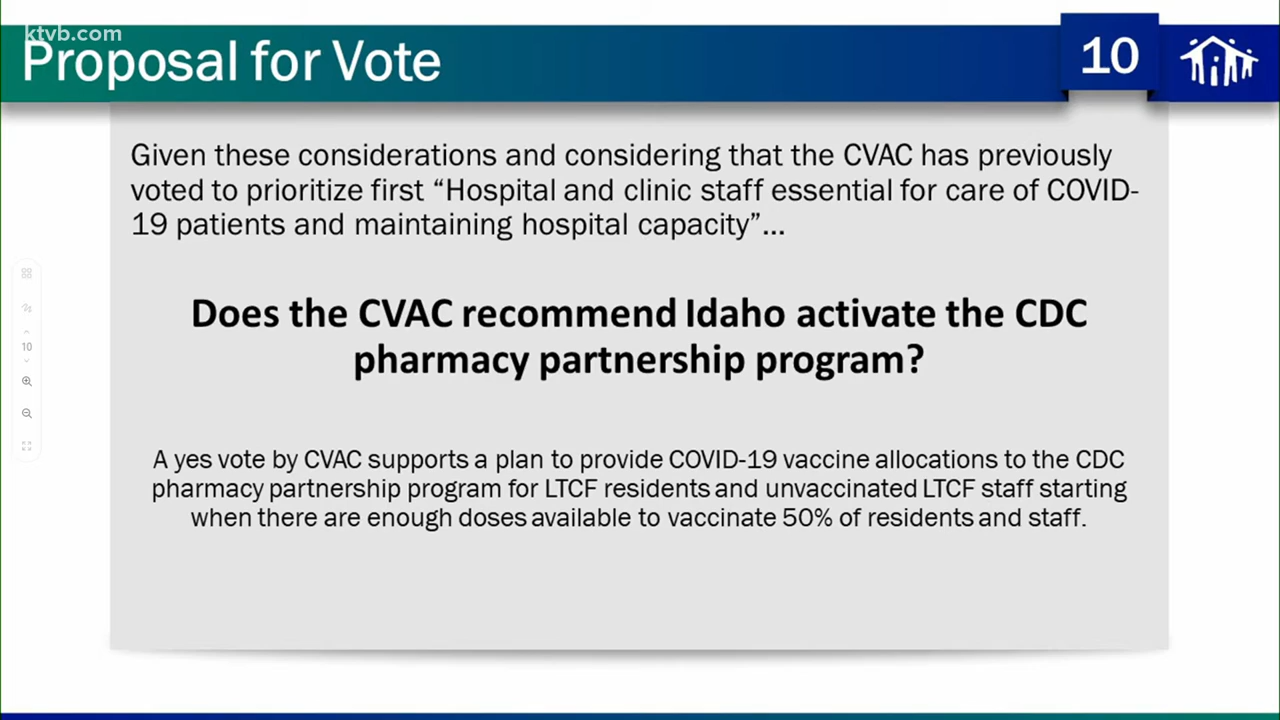 ktvb.com
Proposal for Vote
10
Given these considerations and considering that the CVAC has previously
voted to prioritize first “Hospital and clinic staff essential for care of COVID-
19 patients and maintaining hospital capacity”...
Does the CVAC recommend Idaho activate the CDC
pharmacy partnership program?
10
A yes vote by CVAC supports a plan to provide COVID-19 vaccine allocations to the CDC
pharmacy partnership program for LTCF residents and unvaccinated LTCF staff starting
when there are enough doses available to vaccinate 50% of residents and staff.